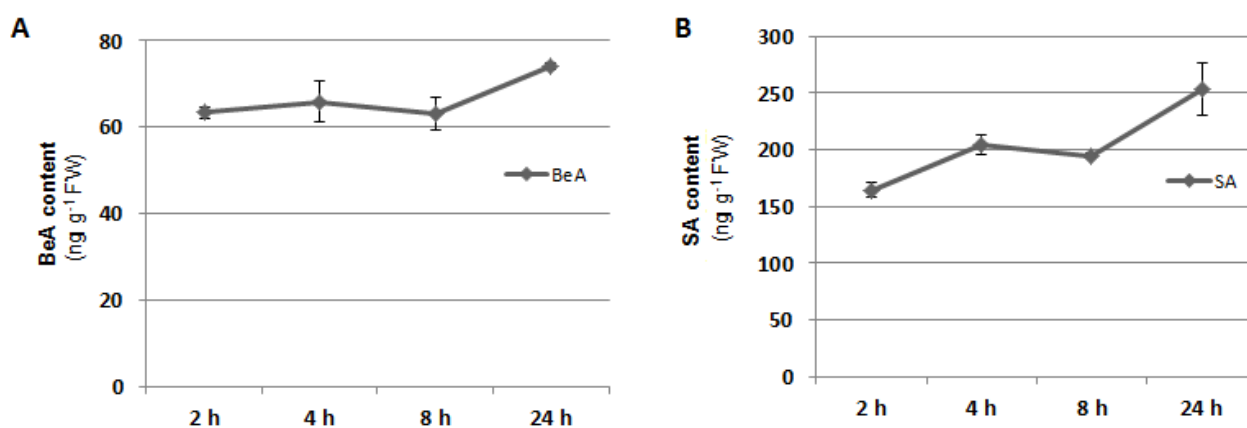 A
BeA content
(ng g⁻¹ FW)
80
60
40
20
0
2 h 4 h 8 h 24 h
BeA
B
SA content
(ng g⁻¹ FW)
300
250
200
150
100
50
0
2 h 4 h 8 h 24 h
SA